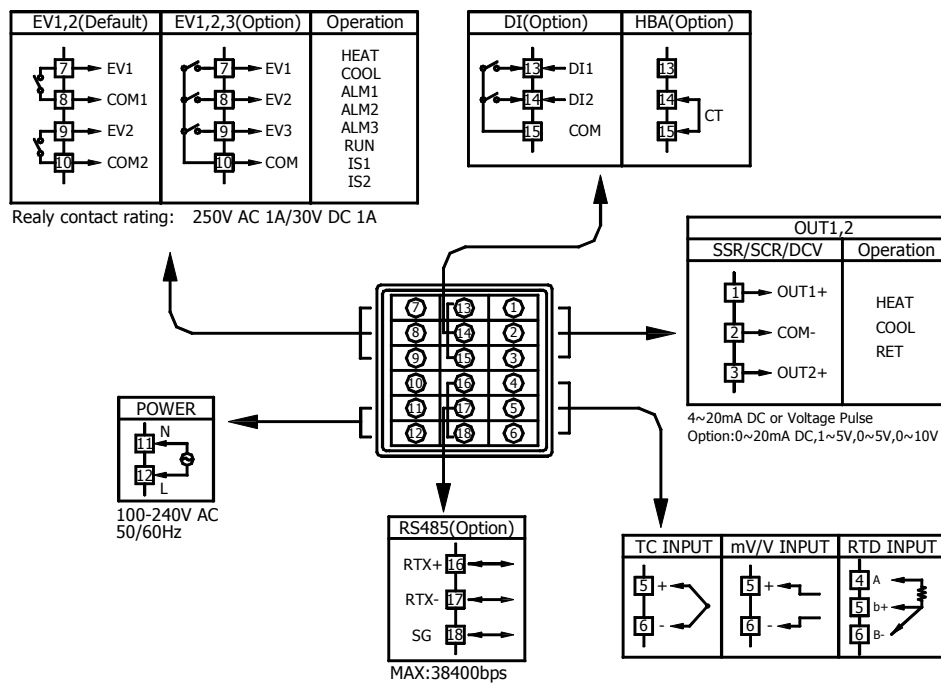 EV1,2(Default) EV1,2,3(Option) Operation
7 EV1 7 EV1 HEAT
COOL
8 COM1 8 EV2 ALM1
ALM2
9 EV2 9 EV3 ALM3
RUN
10 COM2 10 COM IS1
IS2
Realy contact rating: 250V AC 1A/30V DC 1A
DI(Option) HBA(Option)
13 DI1 13
14 DI2 14
CT
15 COM 15
OUT1,2
SSR/SCR/DCV Operation
1 OUT1+ HEAT
2 COM- COOL
3 OUT2+ RET
4~20mA DC or Voltage Pulse
Option:0~20mA DC,1~5V,0~5V,0~10V
7 13 1
8 14 2
9 15 3
10 16 4
11 17 5
12 18 6
POWER
11 N
12 L
100-240V AC
50/60Hz
RS485(Option)
RTX+ 16
RTX- 17
SG 18
MAX:38400bps
TC INPUT mV/V INPUT RTD INPUT
5 + 5 + 4 A
5 b+
6 - 6 - 6 B-